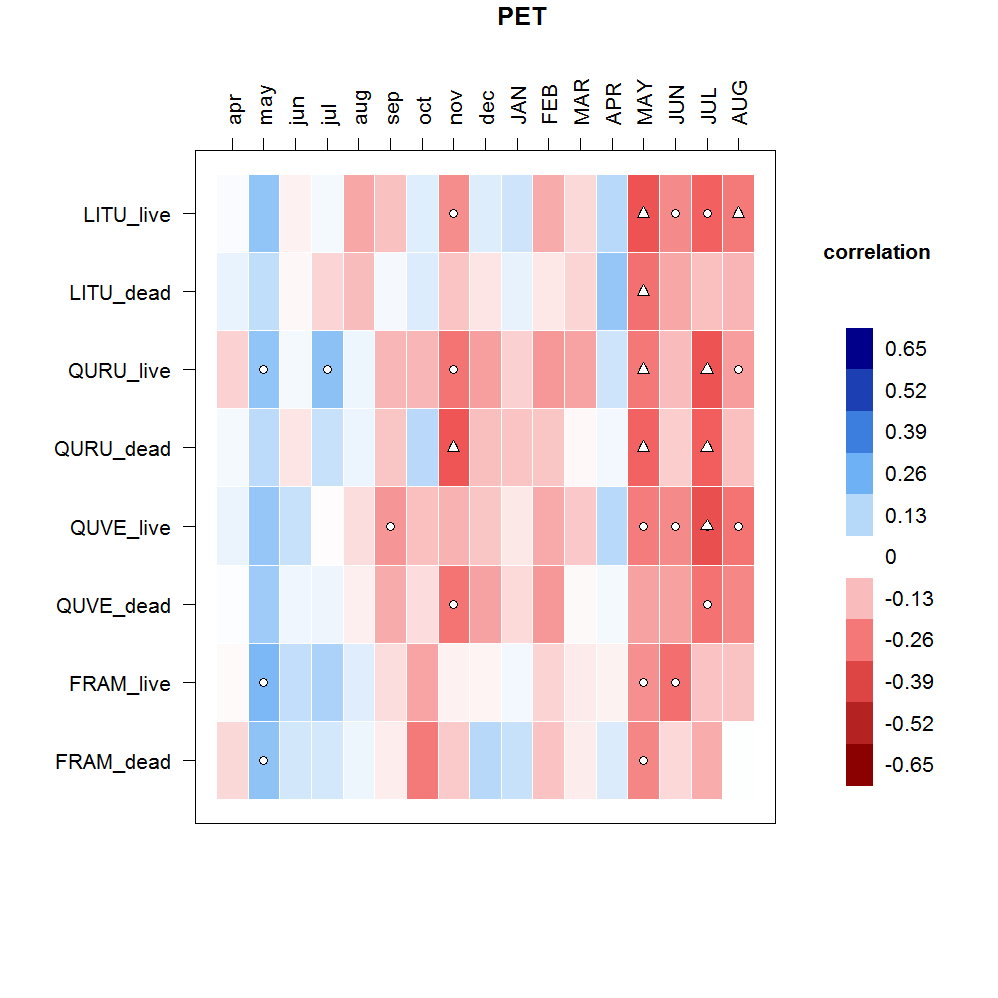 PET
apr may jun jul aug sep oct nov dec JAN FEB MAR APR MAY JUN JUL AUG
LITU_live
LITU_dead
QURU_live
QURU_dead
QUVE_live
QUVE_dead
FRAM_live
FRAM_dead
correlation
0.65
0.52
0.39
0.26
0.13
0
-0.13
-0.26
-0.39
-0.52
-0.65